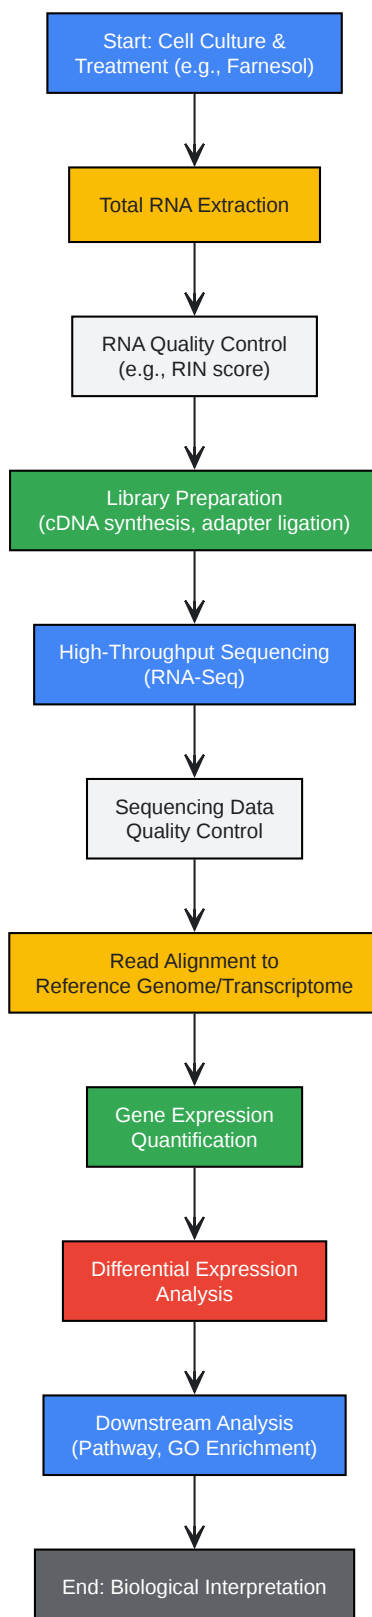 Start: Cell Culture &
Treatment (e.g., Farnesol)
Total RNA Extraction
RNA Quality Control
(e.g., RIN score)
Library Preparation
(cDNA synthesis, adapter ligation)
High-Throughput Sequencing
(RNA-Seq)
Sequencing Data
Quality Control
Read Alignment to
Reference Genome/Transcriptome
Gene Expression
Quantification
Differential Expression
Analysis
Downstream Analysis
(Pathway, GO Enrichment)
End: Biological Interpretation